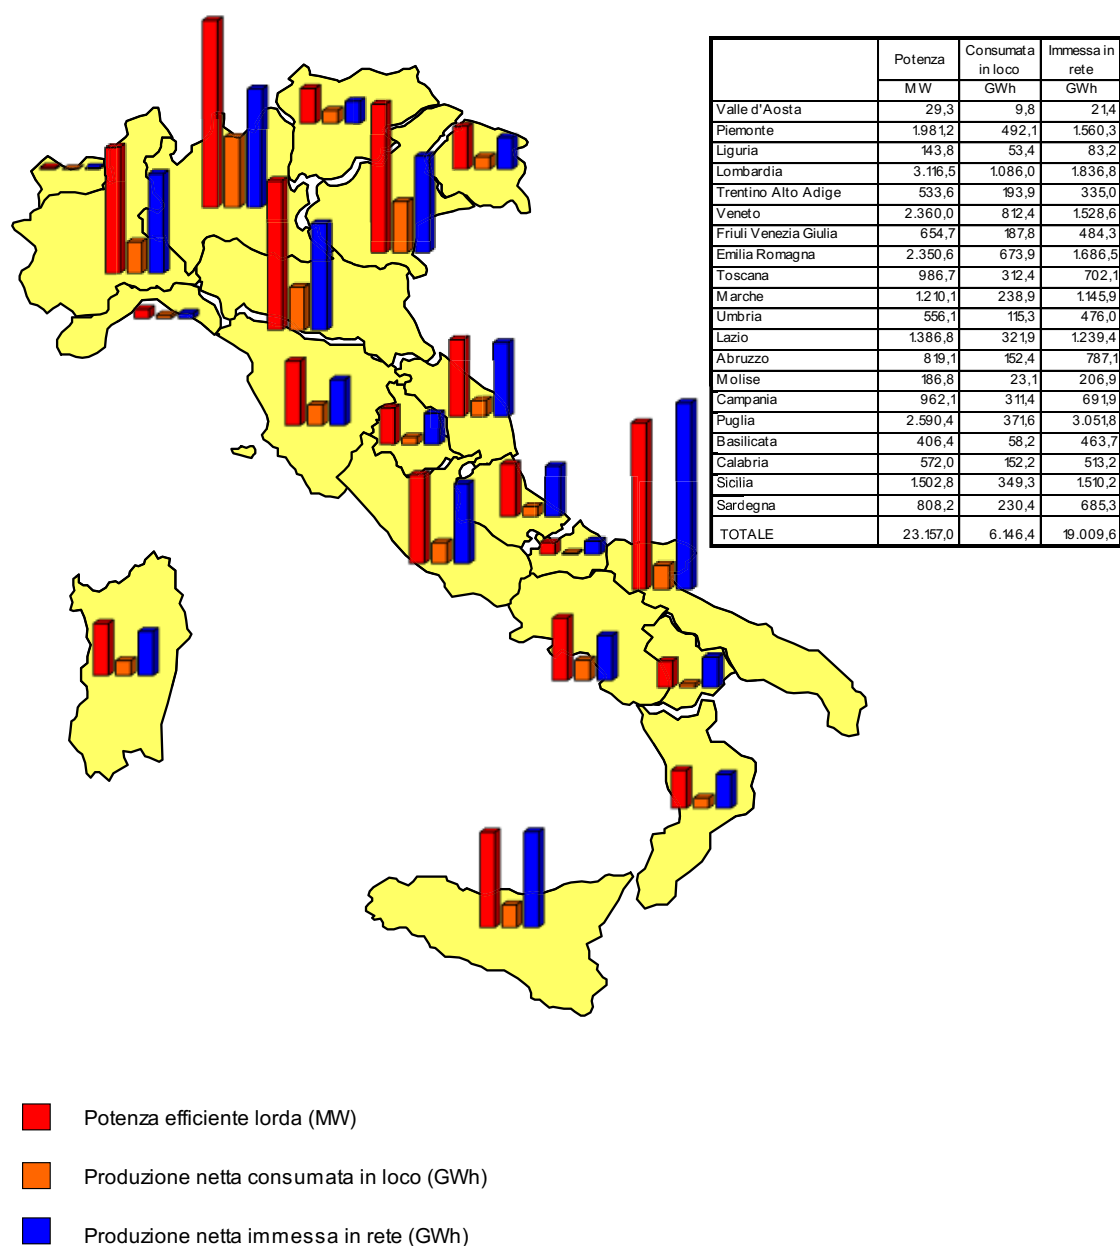 Potenza Consumata in loco Immessa in rete
MW GWh GWh
Valle d'Aosta 29,3 9,8 21,4
Piemonte 1.981,2 492,1 1.560,3
Liguria 143,8 53,4 83,2
Lombardia 3.116,5 1.086,0 1.836,8
Trentino Alto Adige 533,6 193,9 335,0
Veneto 2.360,0 812,4 1.528,6
Friuli Venezia Giulia 654,7 187,8 484,3
Emilia Romagna 2.350,6 673,9 1.686,5
Toscana 986,7 312,4 702,1
Marche 1.210,1 238,9 1.145,9
Umbria 556,1 115,3 476,0
Lazio 1.386,8 321,9 1.239,4
Abruzzo 819,1 152,4 787,1
Molise 186,8 23,1 206,9
Campania 962,1 311,4 691,9
Puglia 2.590,4 371,6 3.051,8
Basilicata 406,4 58,2 463,7
Calabria 572,0 152,2 513,2
Sicilia 1.502,8 349,3 1.510,2
Sardegna 808,2 230,4 685,3
TOTALE 23.157,0 6.146,4 19.009,6
Potenza efficiente lorda (MW)
Produzione netta consumata in loco (GWh)
Produzione netta immessa in rete (GWh)